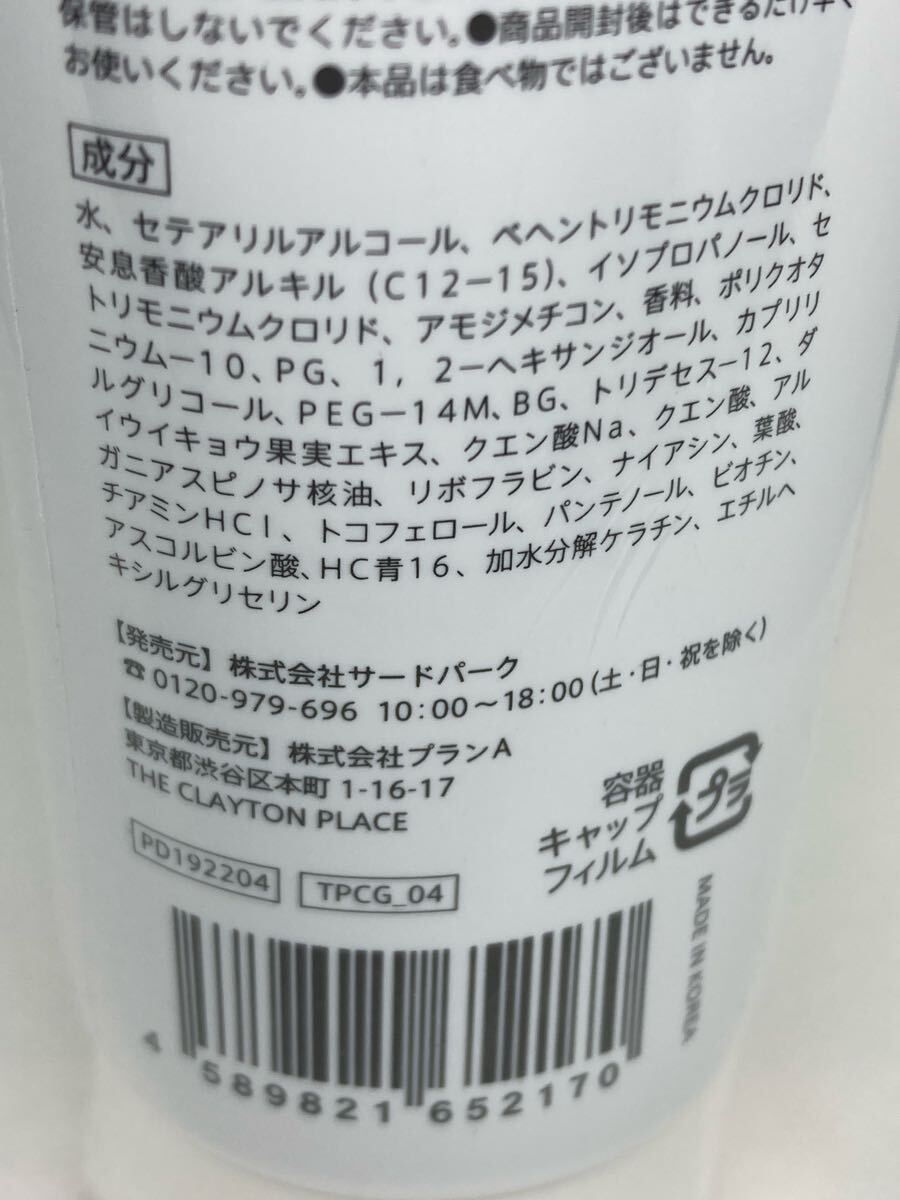 保管はしないでください。●商品開封後はできるだけ早く
お使いください。●本品は食べ物ではございません。
成分
水、セテアリルアルコール、ベヘントリモニウムクロリド、
安息香酸アルキル（C12－15）、イソプロパノール、セ
トリモニウムクロリド、アモジメチコン、香料、ポリクオタ
ニウム－10、PG、1，2－ヘキサンジオール、カプリリ
ルグリコール、PEG－14M、BG、トリデセス－12、ダ
イウイキョウ果実エキス、クエン酸Na、クエン酸、アル
ガニアスピノサ核油、リボフラビン、ナイアシン、葉酸、
チアミンHCl、トコフェロール、パンテノール、ビオチン、
アスコルビン酸、HC青16、加水分解ケラチン、エチルヘ
キシルグリセリン
【発売元】株式会社サードパーク
☎0120-979-696 10：00～18：00（土・日・祝を除く）
【製造販売元】株式会社プランA
東京都渋谷区本町 1-16-17
THE CLAYTON PLACE
容器
キャップ
フィルム
プラ
PD192204
TPCG_04
MADE IN KOREA
4 589821 652170